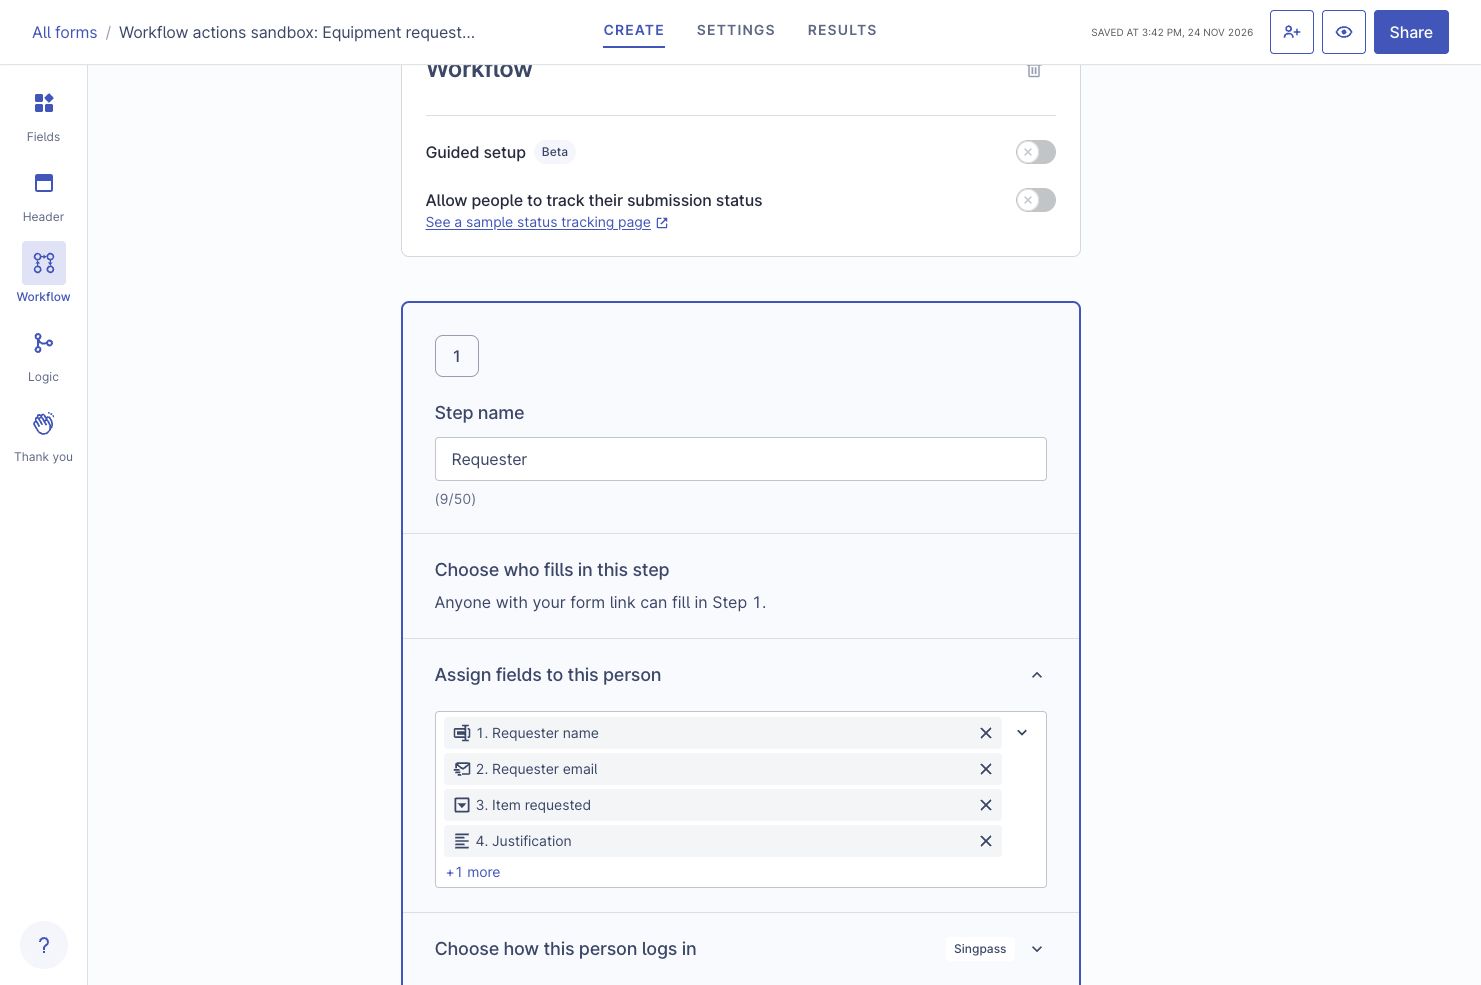 All forms / Workflow actions sandbox: Equipment request...
CREATE
SETTINGS
RESULTS
SAVED AT 3:42 PM, 24 NOV 2026
Share
Fields
Header
Workflow
Logic
Thank you
?
Workflow
Guided setup Beta
Allow people to track their submission status
See a sample status tracking page
1
Step name
Requester
(9/50)
Choose who fills in this step
Anyone with your form link can fill in Step 1.
Assign fields to this person
1. Requester name
2. Requester email
3. Item requested
4. Justification
+1 more
Choose how this person logs in Singpass